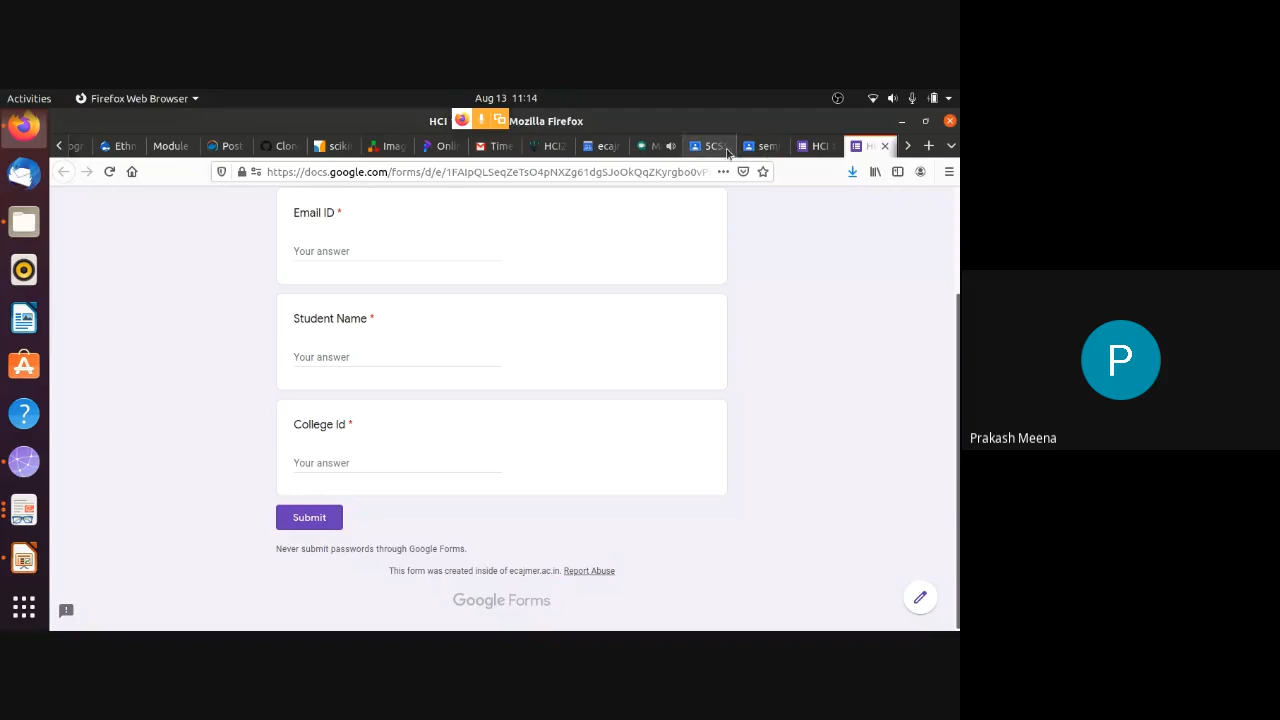 Activities
Firefox Web Browser
Aug 13 11:14
HCI
Mozilla Firefox
Ethn
Module
Post
Clon
sciki
Imag
Onli
Time
HCI2
ecaj
5CS
sem
HCI
https://docs.google.com/forms/d/e/
Email ID *
Your answer
Student Name *
Your answer
College Id *
Your answer
Submit
Never submit passwords through Google Forms.
This form was created inside of ecajmer.ac.in. Report Abuse
Google Forms
P
Prakash Meena